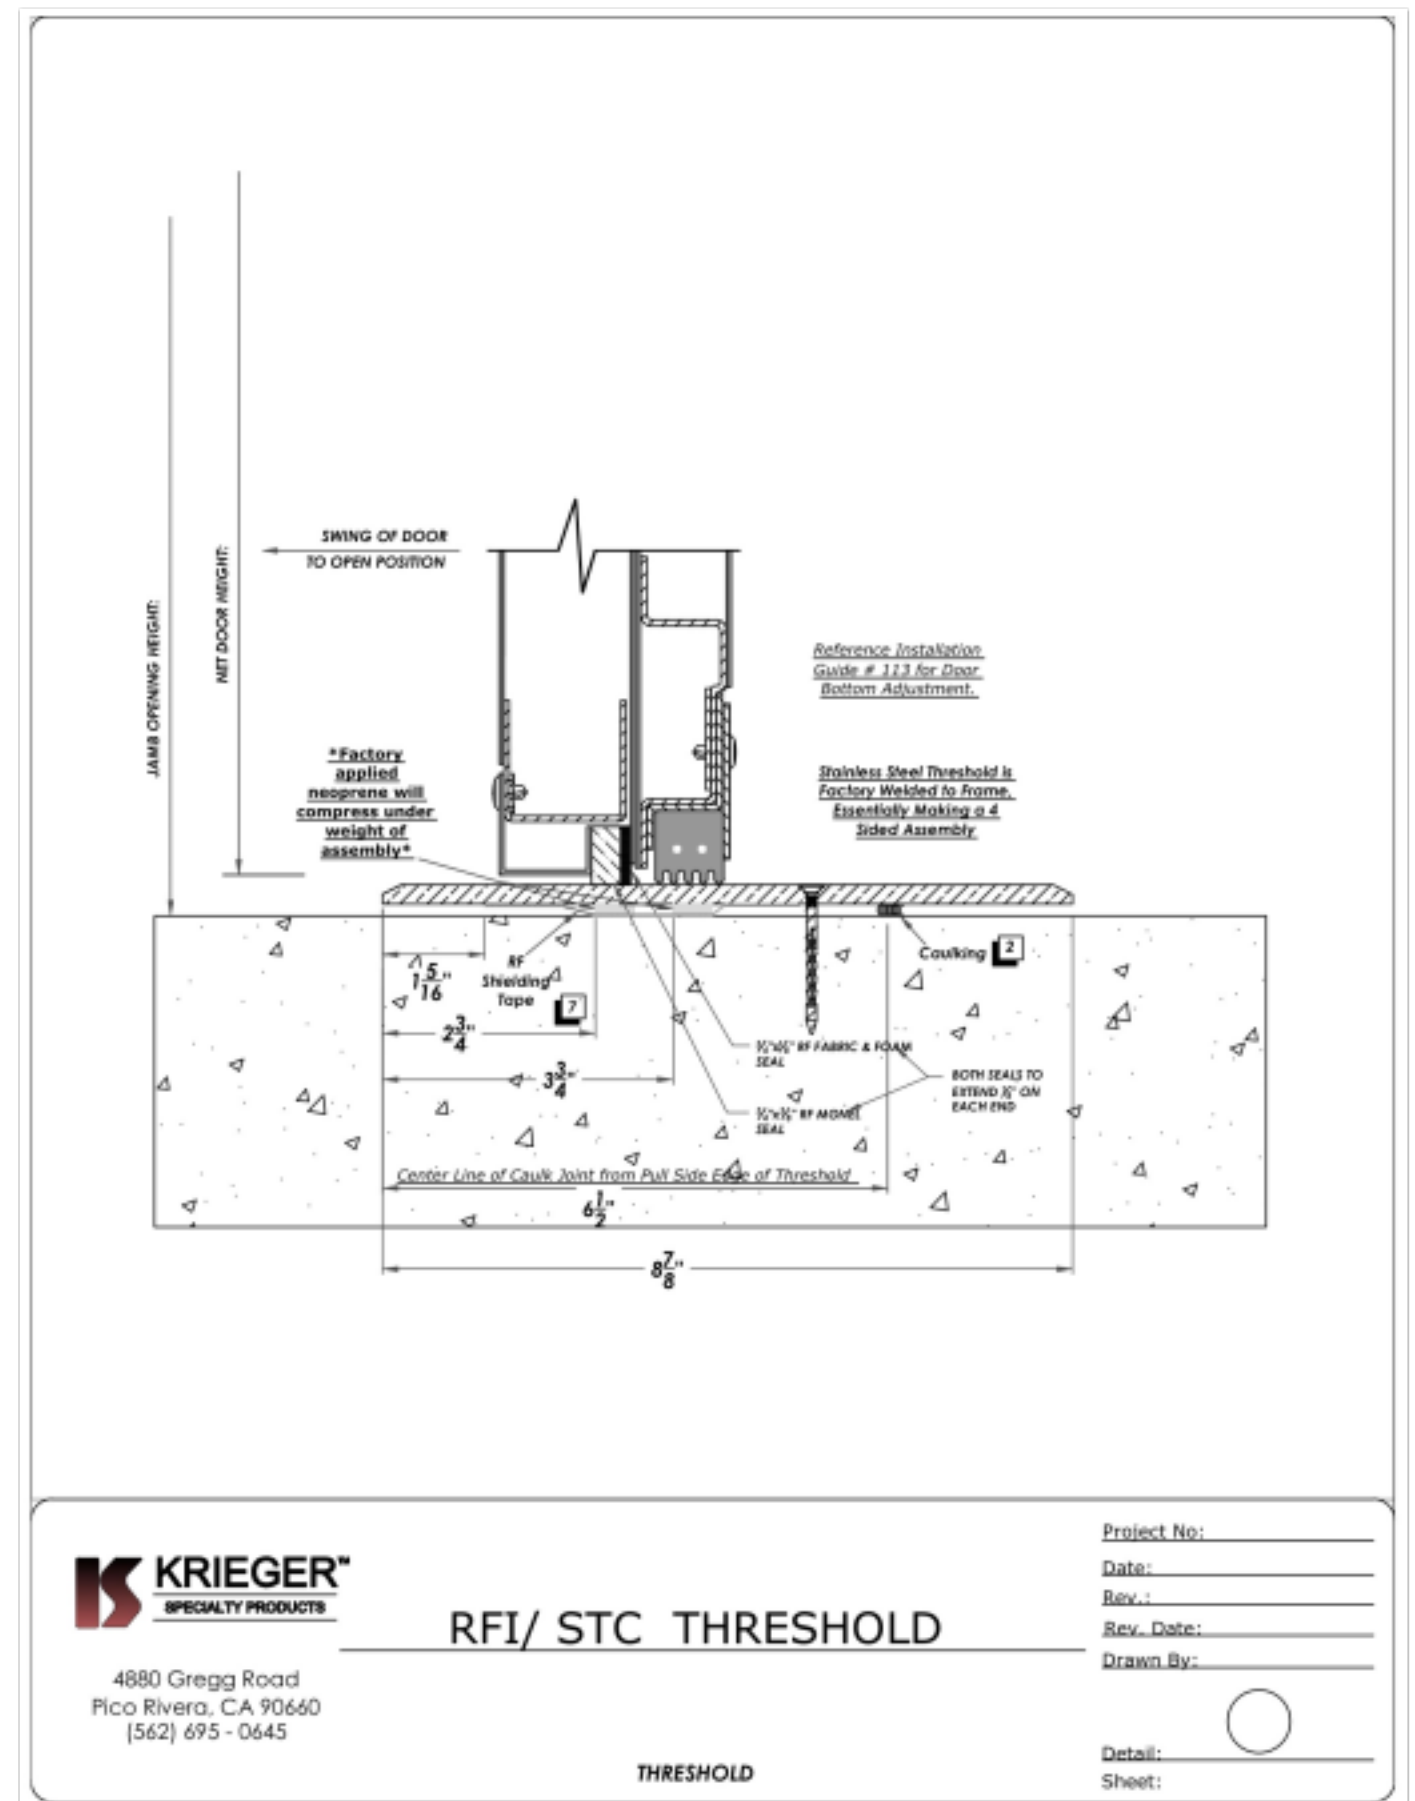 SWING OF DOOR
TO OPEN POSITION
NET DOOR HEIGHT:
JAMB OPENING HEIGHT:
Reference Installation
Guide # 113 for Door
Bottom Adjustment.
*Factory
applied
neoprene will
compress under
weight of
assembly*
Stainless Steel Threshold is
Factory Welded to Frame,
Essentially Making a 4
Sided Assembly
Caulking 2
RF
Shielding
Tape 7
1 5/16"
2 3/4"
3 3/4"
RF FABRIC & FOAM
SEAL
BOTH SEALS TO
EXTEND ON
EACH END
RF MONEL
SEAL
Center Line of Caulk Joint from Pull Side Edge of Threshold
6 1/2"
8 7/8"
KRIEGER™
SPECIALTY PRODUCTS
4880 Gregg Road
Pico Rivera, CA 90660
(562) 695 - 0645
RFI/ STC THRESHOLD
THRESHOLD
Project No:
Date:
Rev.:
Rev. Date:
Drawn By:
Detail:
Sheet: